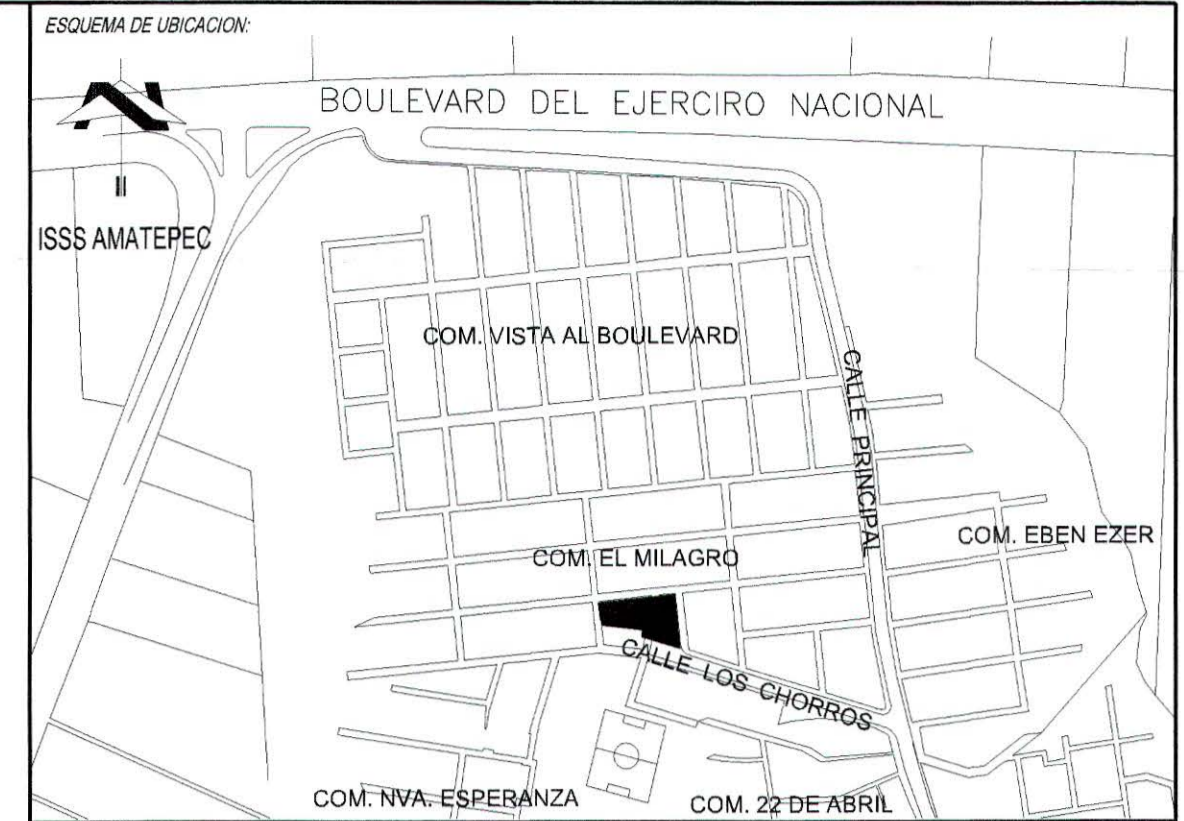 ESQUEMA DE UBICACION:
BOULEVARD DEL EJERCIRO NACIONAL
N
ISSS AMATEPEC
COM. VISTA AL BOULEVARD
CALLE PRINCIPAL
COM. EBEN EZER
COM. EL MILAGRO
CALLE LOS CHORROS
COM. NVA. ESPERANZA
COM. 22 DE ABRIL